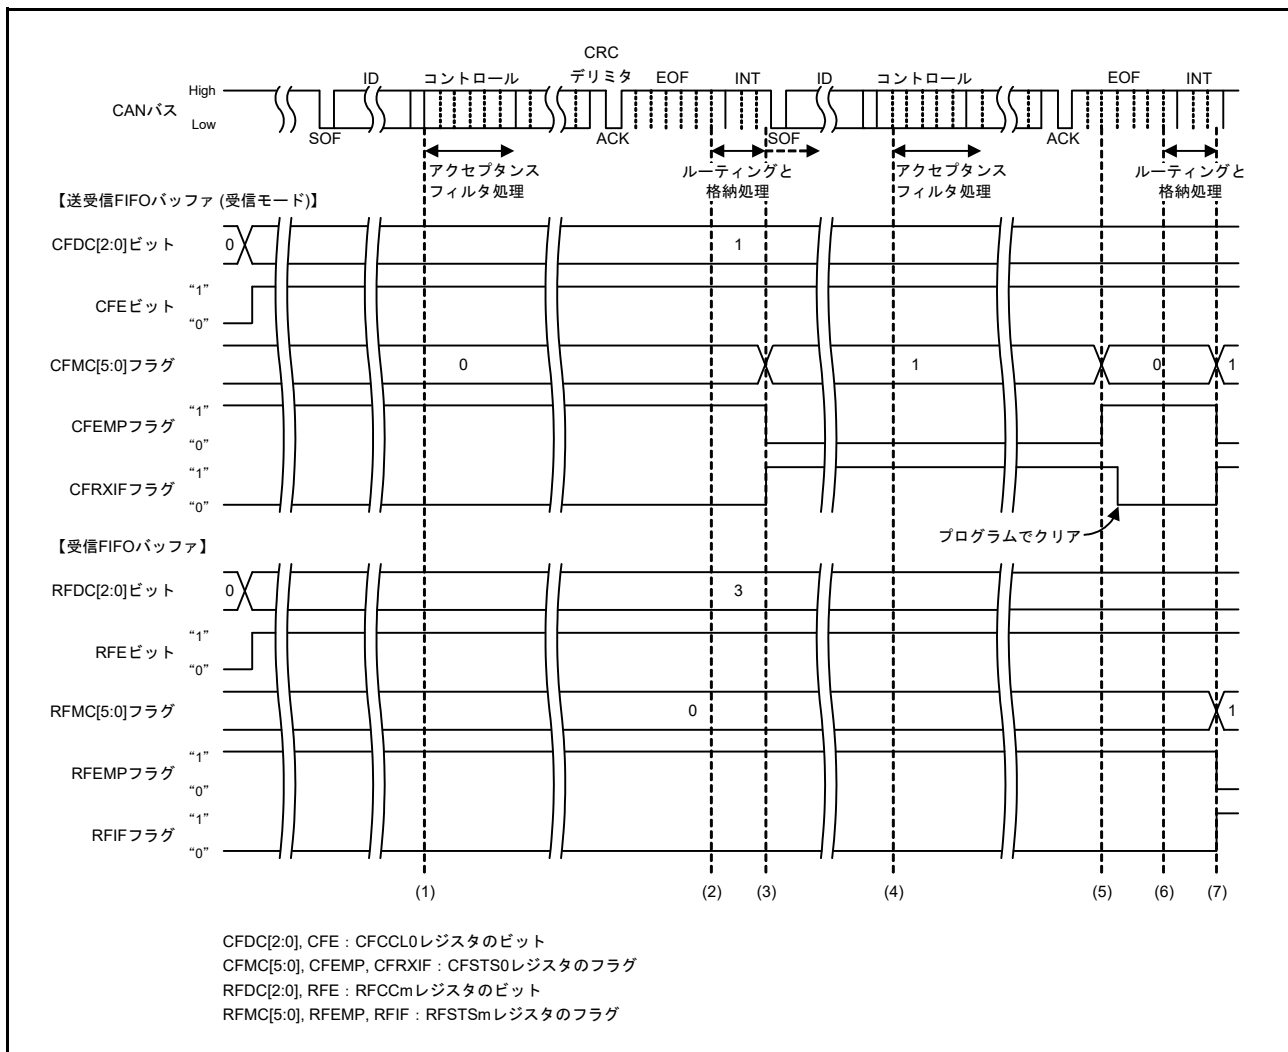 CRC
ID コントロール デリミタ EOF INT ID コントロール EOF INT
High
CANバス
Low
SOF ACK SOF ACK
アクセプタンス
フィルタ処理
ルーティングと
格納処理
アクセプタンス
フィルタ処理
ルーティングと
格納処理
【送受信FIFOバッファ (受信モード)】
CFDC[2:0]ビット 0 1
“1”
CFEビット
“0”
CFMC[5:0]フラグ 0 1 0 1
“1”
CFEMPフラグ
“0”
“1”
CFRXIFフラグ
“0”
プログラムでクリア
【受信FIFOバッファ】
RFDC[2:0]ビット 0 3
“1”
RFEビット
“0”
RFMC[5:0]フラグ 0 1
“1”
RFEMPフラグ
“0”
“1”
RFIFフラグ
“0”
(1) (2) (3) (4) (5) (6) (7)
CFDC[2:0], CFE : CFCCL0レジスタのビット
CFMC[5:0], CFEMP, CFRXIF : CFSTS0レジスタのフラグ
RFDC[2:0], RFE : RFCCmレジスタのビット
RFMC[5:0], RFEMP, RFIF : RFSTSmレジスタのフラグ